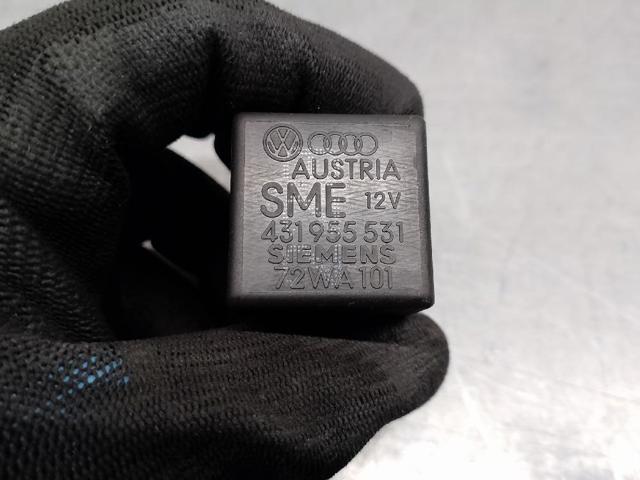 AUSTRIA
SME 12V
431 955 531
SIEMENS
72WA101